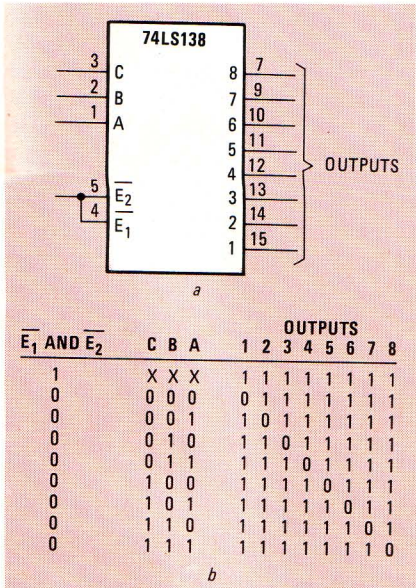 74LS138
3 C 8 7
2 B 7 9
1 A 6 10
5 11
4 12
OUTPUTS
5 E̅2̅ 3 13
4 E̅1̅ 2 14
1 15
a
OUTPUTS
E̅1̅ AND E̅2̅ C B A 1 2 3 4 5 6 7 8
1 X X X 1 1 1 1 1 1 1 1
0 0 0 0 0 1 1 1 1 1 1 1
0 0 0 1 1 0 1 1 1 1 1 1
0 0 1 0 1 1 0 1 1 1 1 1
0 0 1 1 1 1 1 0 1 1 1 1
0 1 0 0 1 1 1 1 0 1 1 1
0 1 0 1 1 1 1 1 1 0 1 1
0 1 1 0 1 1 1 1 1 1 0 1
0 1 1 1 1 1 1 1 1 1 1 0
b